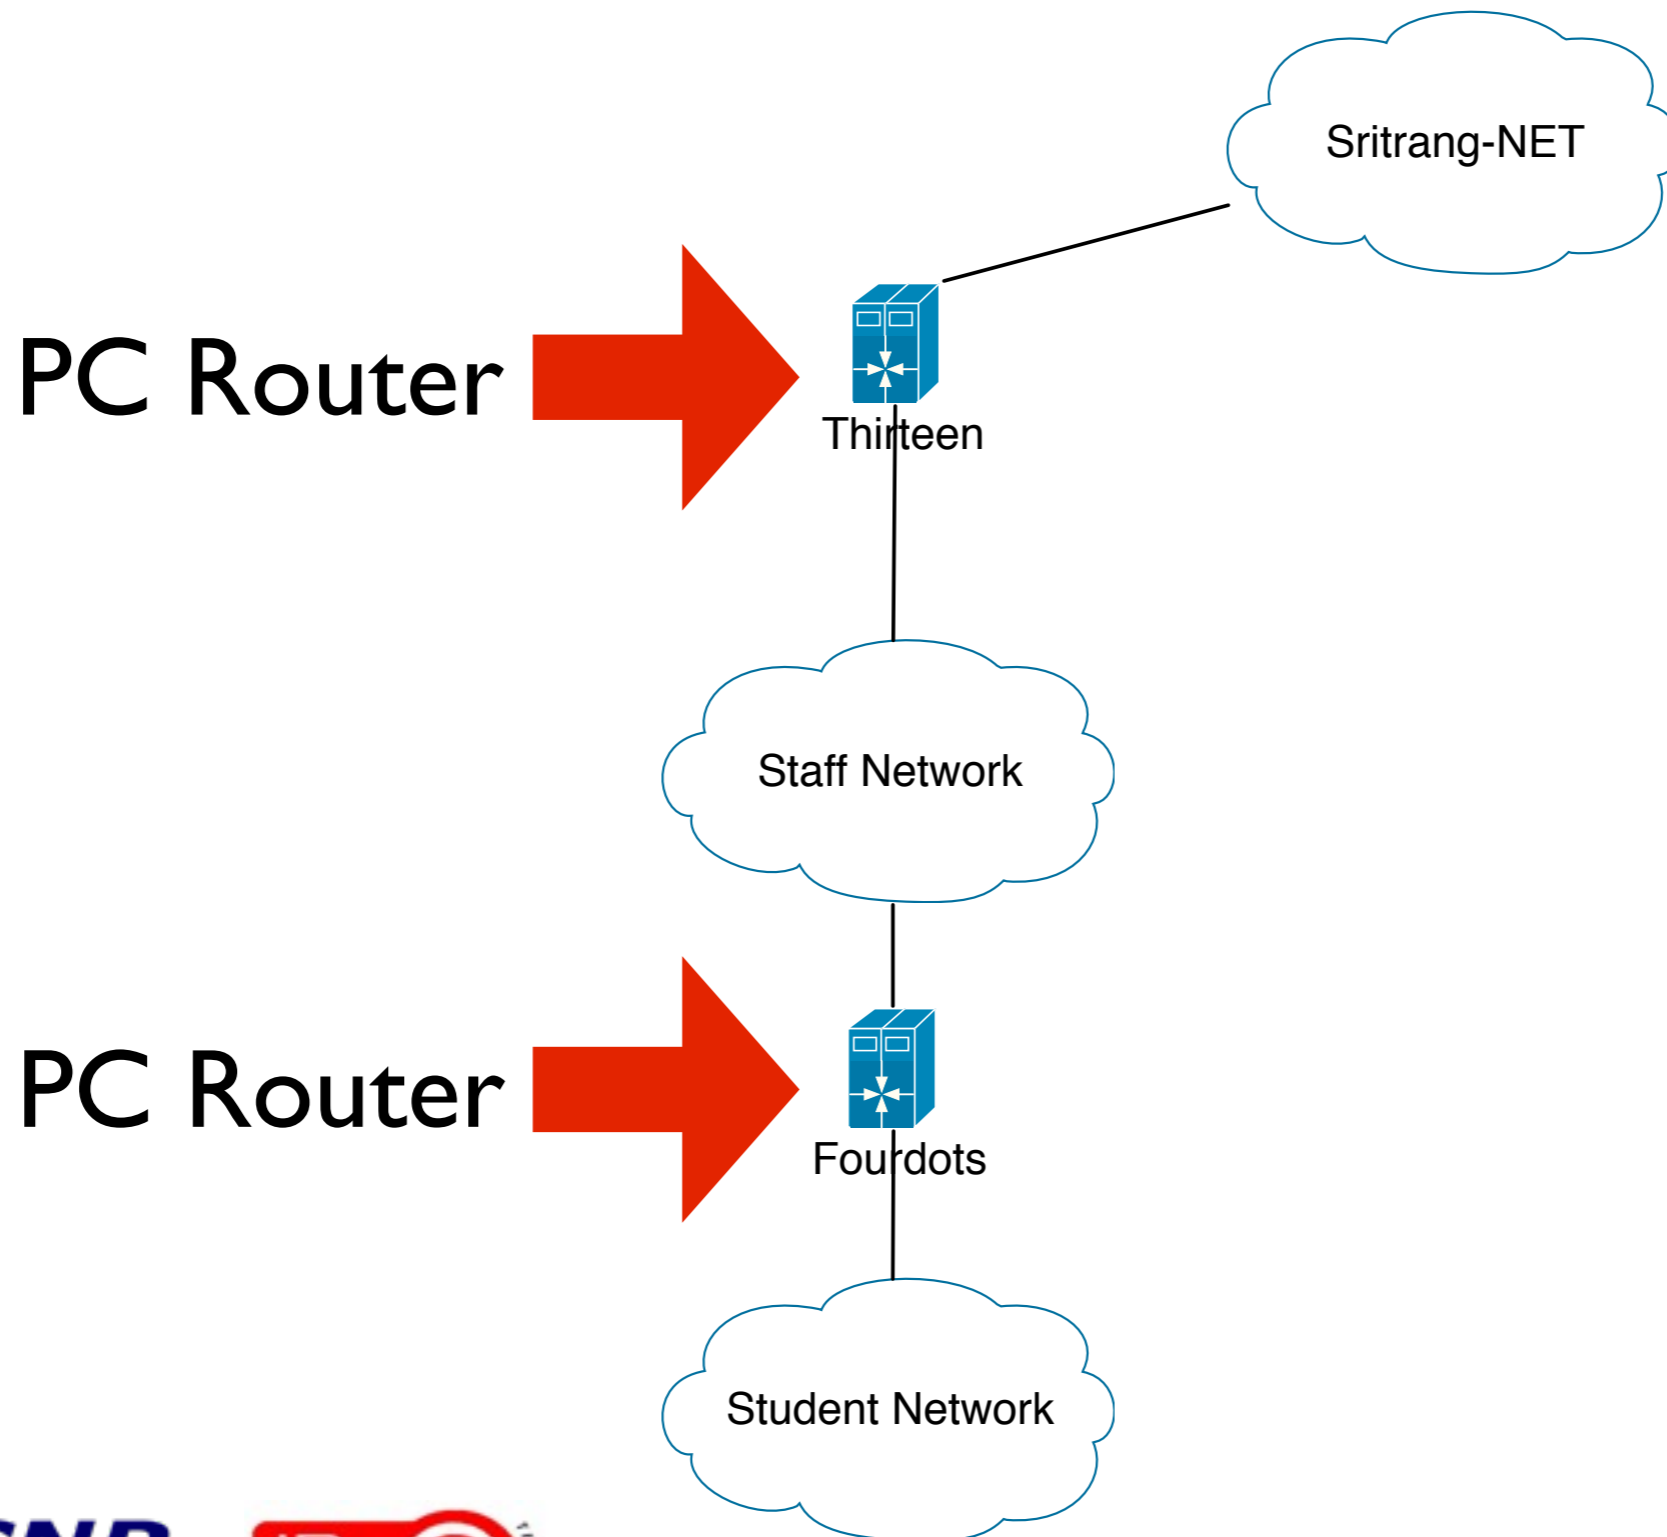 Sritrang-NET
PC Router
Thirteen
Staff Network
PC Router
Fourdots
Student Network